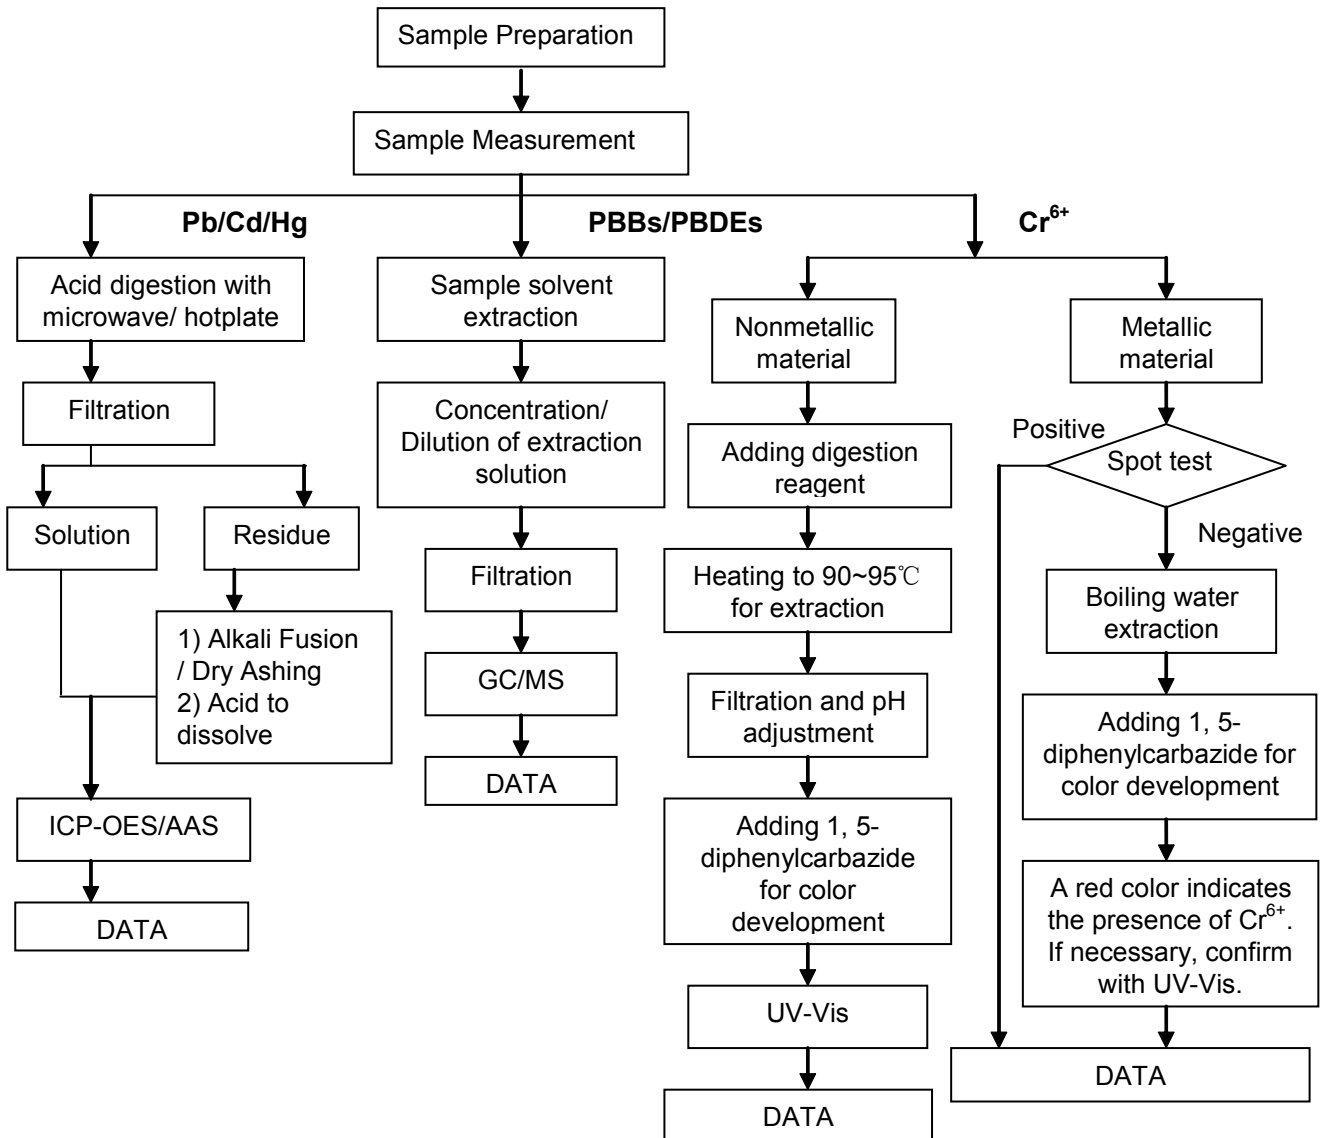 Sample Preparation
Sample Measurement
Pb/Cd/Hg
PBBs/PBDEs
Cr⁶⁺
Acid digestion with
microwave/ hotplate
Filtration
Solution
Residue
1) Alkali Fusion
/ Dry Ashing
2) Acid to
dissolve
ICP-OES/AAS
DATA
Sample solvent
extraction
Concentration/
Dilution of extraction
solution
Filtration
GC/MS
DATA
Nonmetallic
material
Adding digestion
reagent
Heating to 90~95℃
for extraction
Filtration and pH
adjustment
Adding 1, 5-
diphenylcarbazide
for color
development
UV-Vis
DATA
Metallic
material
Positive
Spot test
Negative
Boiling water
extraction
Adding 1, 5-
diphenylcarbazide for
color development
A red color indicates
the presence of Cr⁶⁺.
If necessary, confirm
with UV-Vis.
DATA